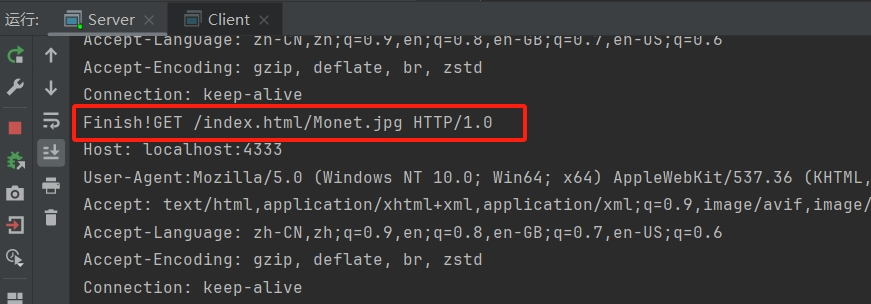 运行: Server × Client ×
Accept-Language: zh-CN,zh;q=0.9,en;q=0.8,en-GB;q=0.7,en-US;q=0.6
Accept-Encoding: gzip, deflate, br, zstd
Connection: keep-alive
Finish!GET /index.html/Monet.jpg HTTP/1.0
Host: localhost:4333
User-Agent:Mozilla/5.0 (Windows NT 10.0; Win64; x64) AppleWebKit/537.36 (KHTML,
Accept: text/html,application/xhtml+xml,application/xml;q=0.9,image/avif,image/
Accept-Language: zh-CN,zh;q=0.9,en;q=0.8,en-GB;q=0.7,en-US;q=0.6
Accept-Encoding: gzip, deflate, br, zstd
Connection: keep-alive